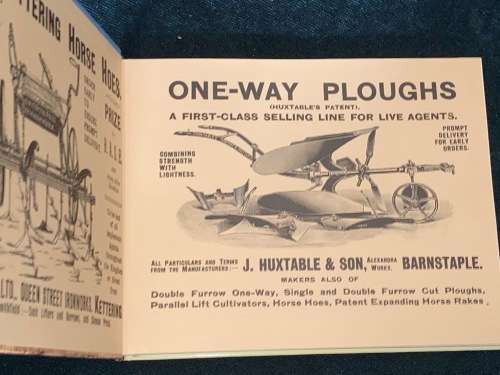 KETTERING HORSE HOES.
PRIZE
LTD., QUEEN STREET IRONWORKS, KETTERING
ONE-WAY PLOUGHS
(HUXTABLE'S PATENT).
A FIRST-CLASS SELLING LINE FOR LIVE AGENTS.
COMBINING
STRENGTH
WITH
LIGHTNESS.
PROMPT
DELIVERY
FOR EARLY
ORDERS.
ALL PARTICULARS AND TERMS
FROM THE MANUFACTURERS:—
J. HUXTABLE & SON, ALEXANDRA WORKS, BARNSTAPLE.
MAKERS ALSO OF
Double Furrow One-Way, Single and Double Furrow Cut Ploughs,
Parallel Lift Cultivators, Horse Hoes, Patent Expanding Horse Rakes.